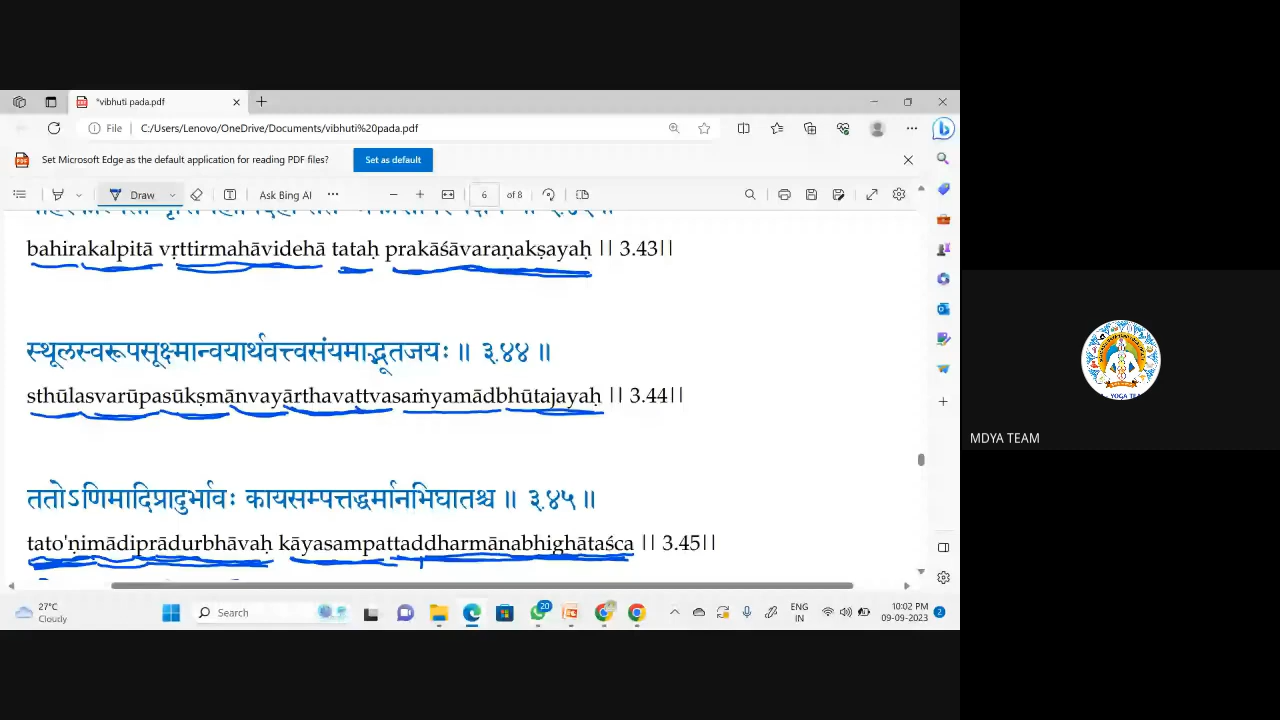 *vibhuti pada.pdf
File | C:/Users/Lenovo/OneDrive/Documents/vibhuti%20pada.pdf
Set Microsoft Edge as the default application for reading PDF files? Set as default
Draw Ask Bing AI 6 of 8
bahirakalpitā vṛttirmahāvidehā tataḥ prakāśāvaraṇakṣayaḥ || 3.43||
स्थूलस्वरूपसूक्ष्मान्वयार्थवत्त्वसंयमाद्भूतजयः ॥ ३.४४ ॥
sthūlasvarūpasūkṣmānvayārthavattvasaṁyamādbhūtajayaḥ || 3.44||
ततोऽणिमादिप्रादुर्भावः कायसम्पत्तद्धर्मानभिघातश्च ॥ ३.४५ ॥
tato'ṇimādiprādurbhāvaḥ kāyasampattaddharmānabhighātaśca || 3.45||
MDYA TEAM
27°C
Cloudy
Search
20
ENG
IN
10:02 PM
09-09-2023
2